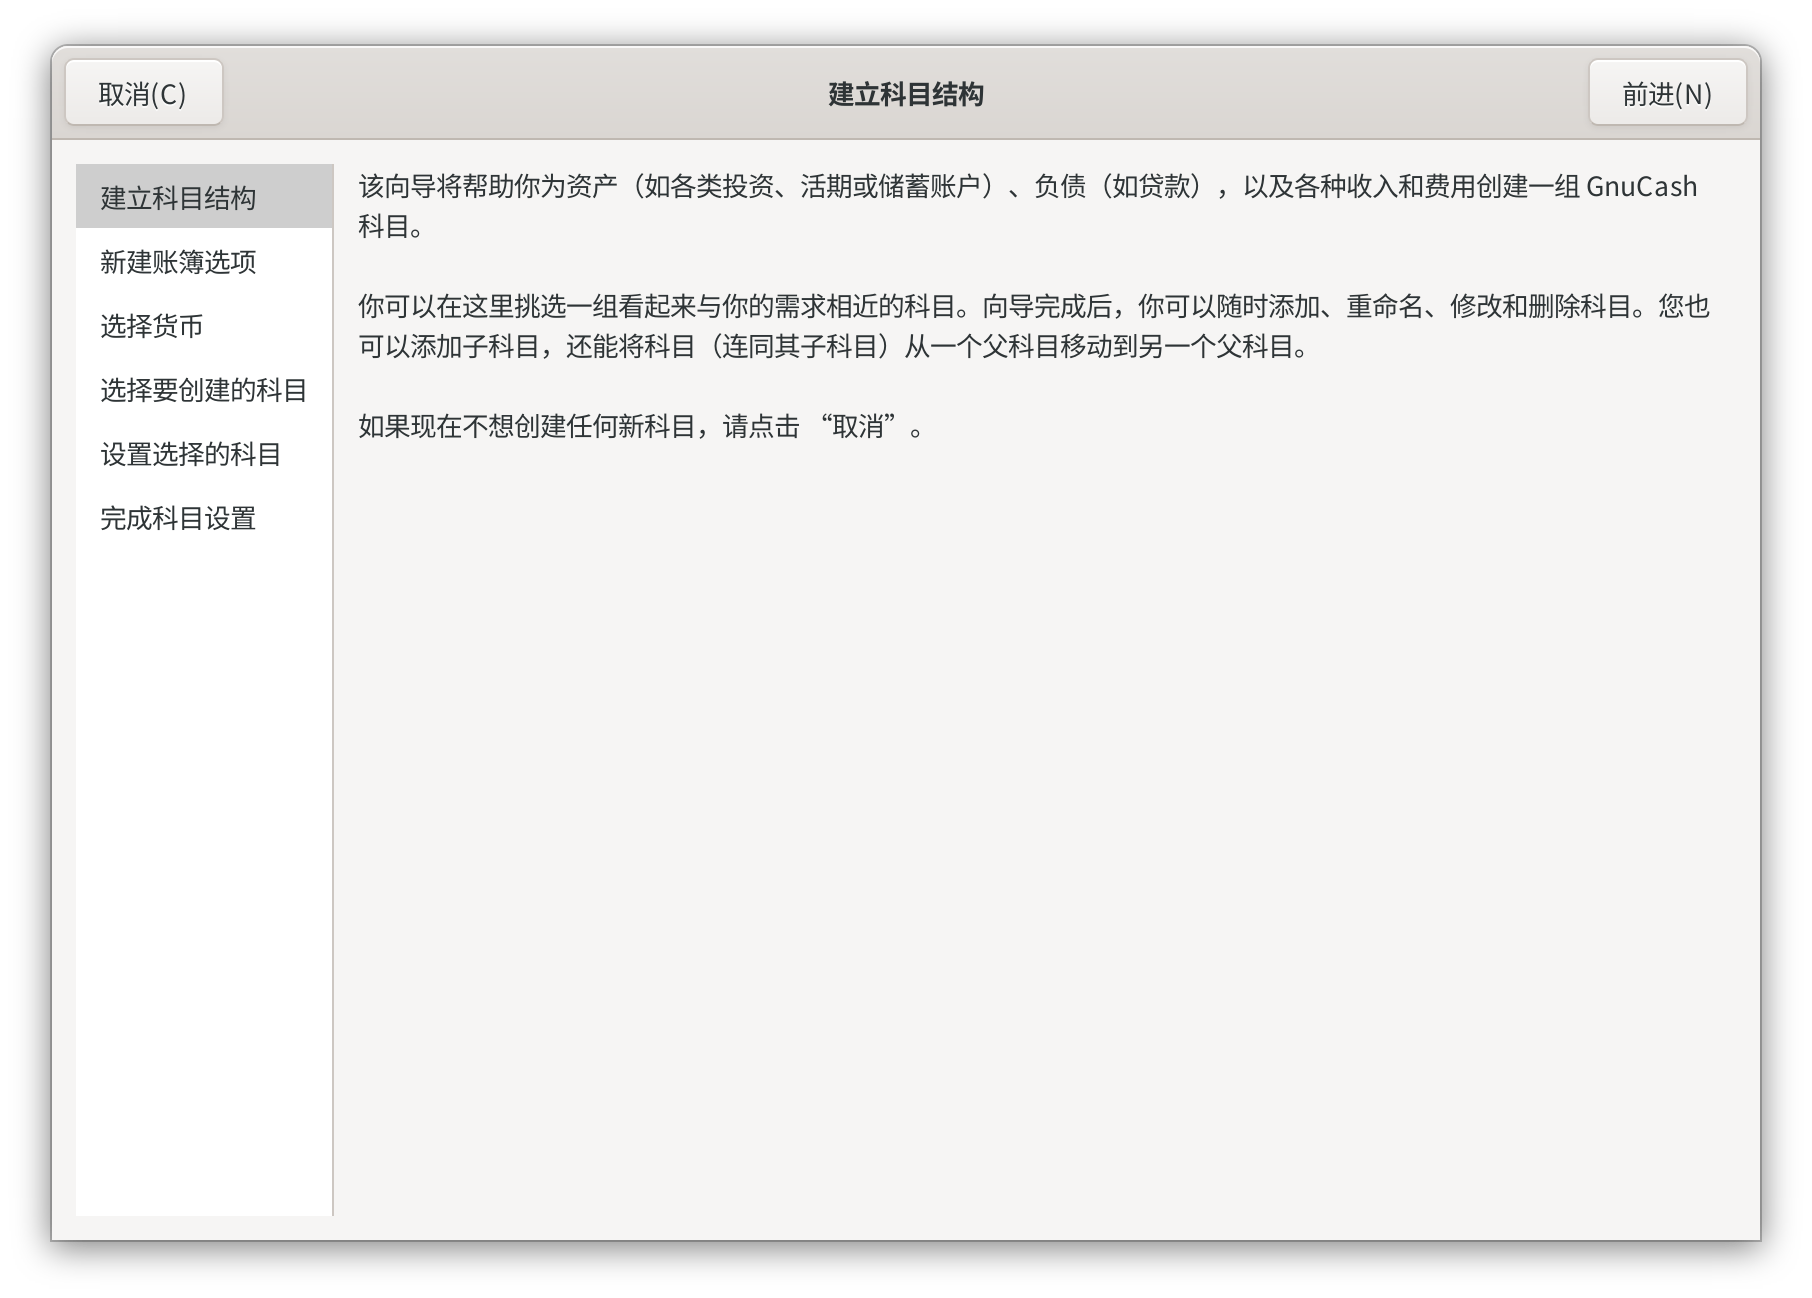 取消(C)
建立科目结构
前进(N)
建立科目结构
新建账簿选项
选择货币
选择要创建的科目
设置选择的科目
完成科目设置
该向导将帮助你为资产（如各类投资、活期或储蓄账户）、负债（如贷款），以及各种收入和费用创建一组 GnuCash
科目。
你可以在这里挑选一组看起来与你的需求相近的科目。向导完成后，你可以随时添加、重命名、修改和删除科目。您也
可以添加子科目，还能将科目（连同其子科目）从一个父科目移动到另一个父科目。
如果现在不想创建任何新科目，请点击 “取消”。